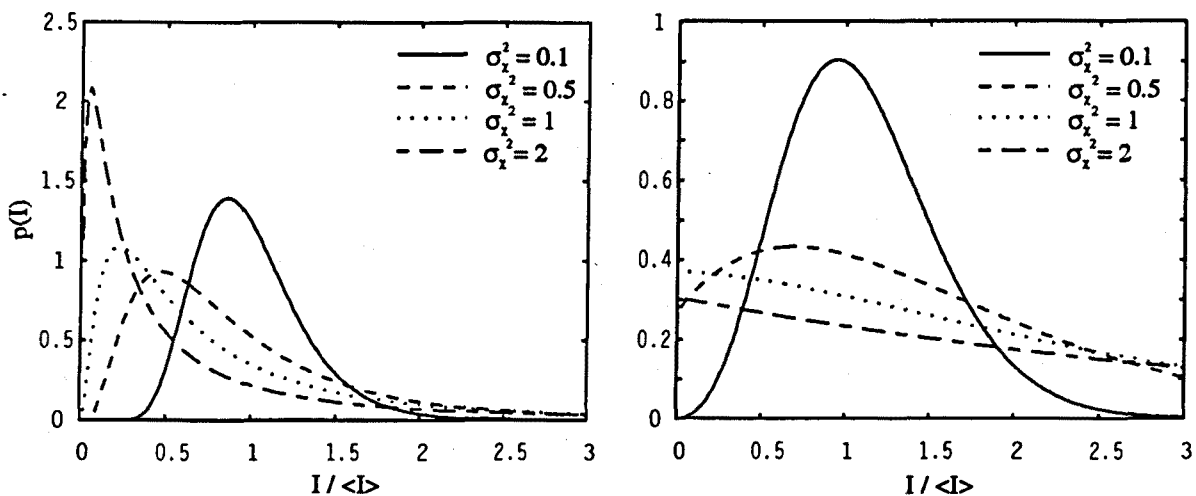 2.5
2
1.5
1
0.5
0
p(I)
σχ² = 0.1
σχ² = 0.5
σχ² = 1
σχ² = 2
0 0.5 1 1.5 2 2.5 3
I / <I>
1
0.8
0.6
0.4
0.2
0
σχ² = 0.1
σχ² = 0.5
σχ² = 1
σχ² = 2
0 0.5 1 1.5 2 2.5 3
I / <I>